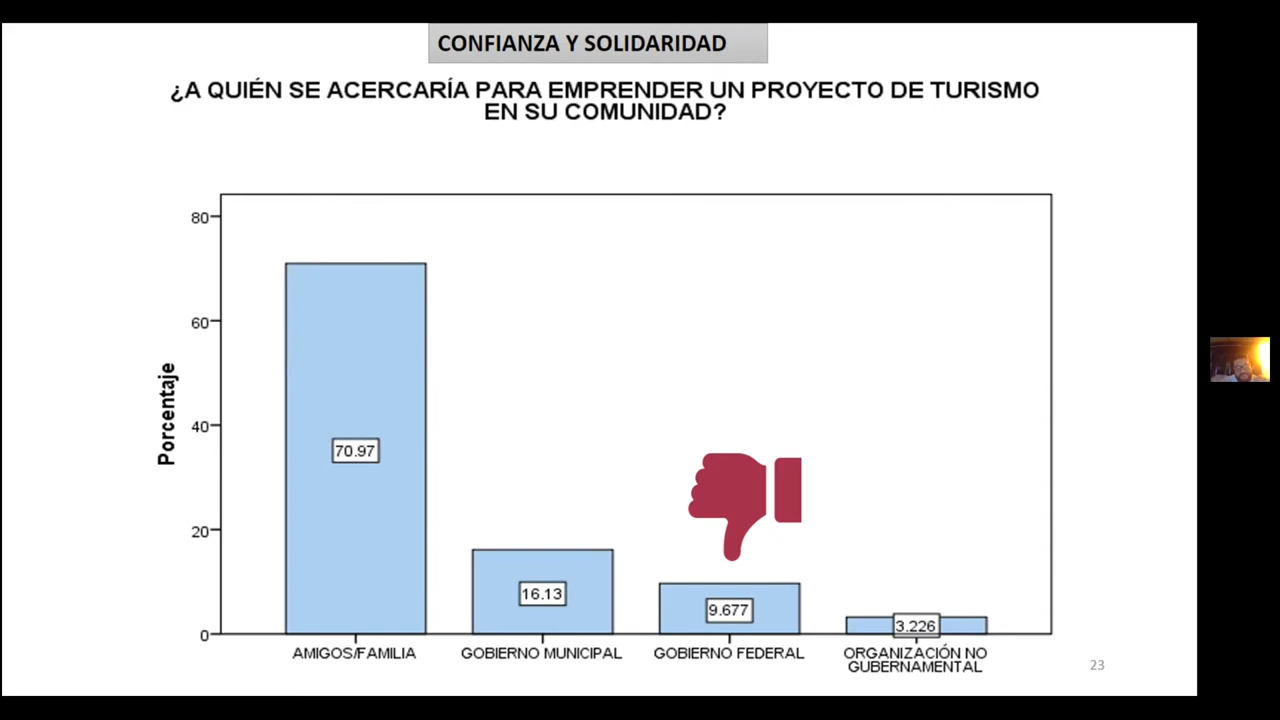 CONFIANZA Y SOLIDARIDAD
¿A QUIÉN SE ACERCARÍA PARA EMPRENDER UN PROYECTO DE TURISMO
EN SU COMUNIDAD?
Porcentaje
80
60
40
20
0
70.97
16.13
9.677
3.226
AMIGOS/FAMILIA
GOBIERNO MUNICIPAL
GOBIERNO FEDERAL
ORGANIZACIÓN NO
GUBERNAMENTAL
23